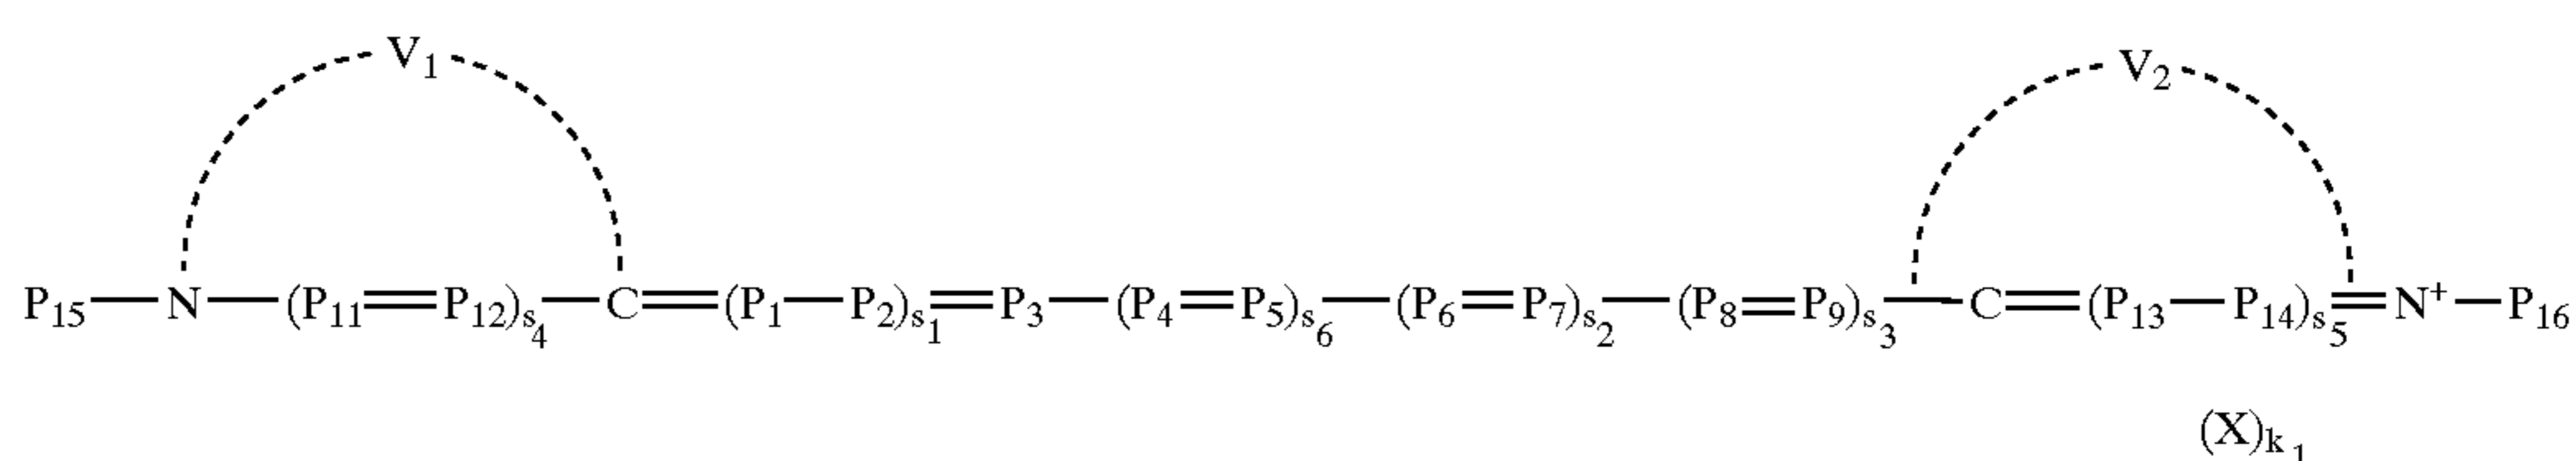 V₁ V₂
P₁₅—N—(P₁₁=P₁₂)s₄—C=(P₁—P₂)s₁=P₃—(P₄=P₅)s₆—(P₆=P₇)s₂—(P₈=P₉)s₃—C=(P₁₃—P₁₄)s₅=N⁺—P₁₆
(X)k₁